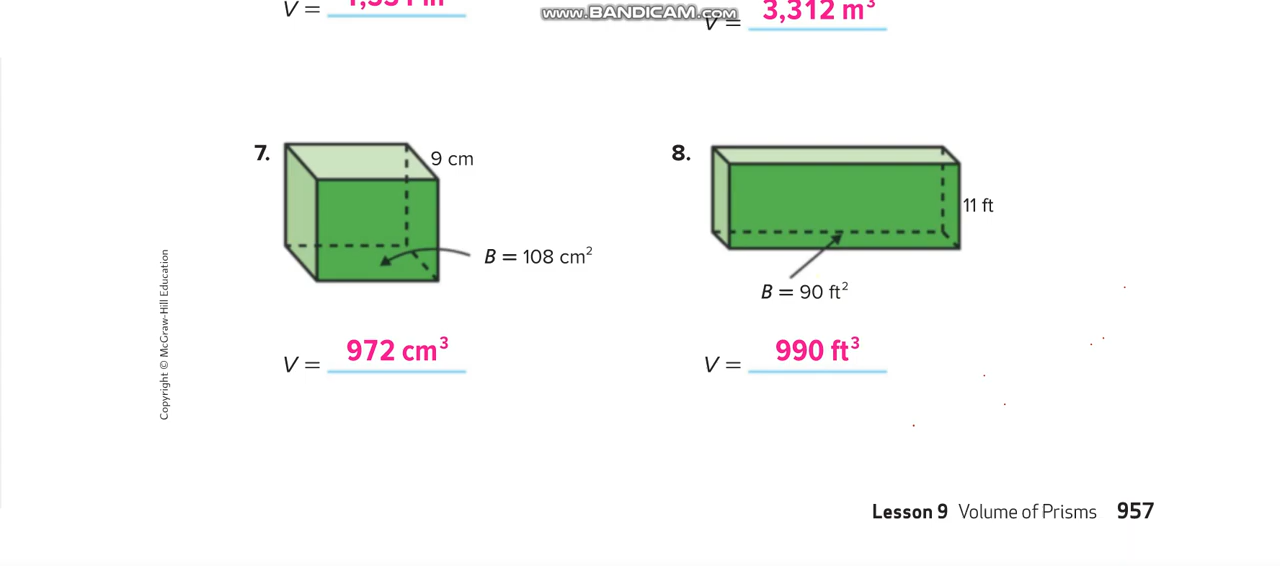 www.BANDICAM.com
V =
V = 3,312 m³
7.
9 cm
B = 108 cm²
V = 972 cm³
8.
11 ft
B = 90 ft²
V = 990 ft³
Copyright © McGraw-Hill Education
Lesson 9 Volume of Prisms 957